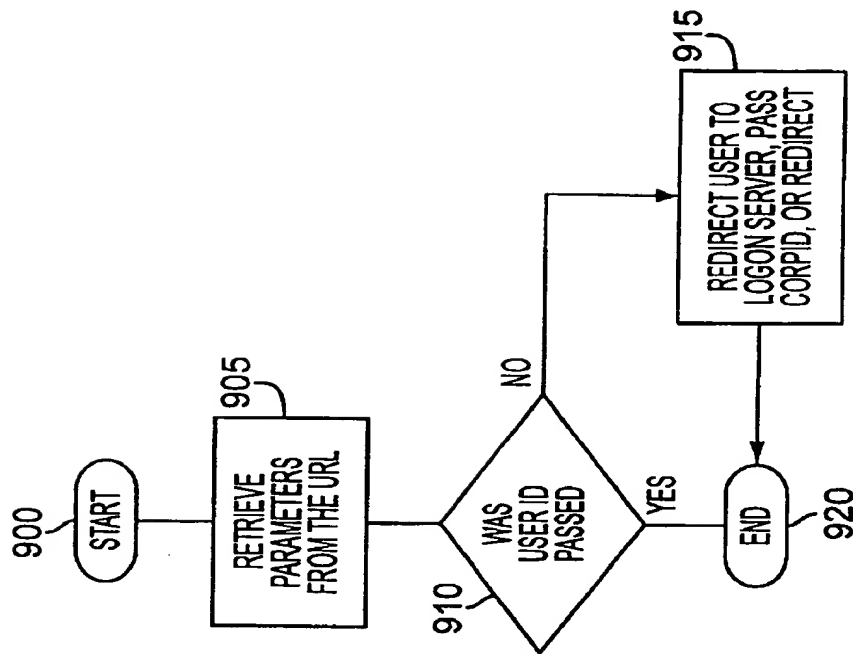 900
START
905
RETRIEVE
PARAMETERS
FROM THE URL
910
WAS
USER ID
PASSED
NO
YES
915
REDIRECT USER TO
LOGON SERVER, PASS
CORPID, OR REDIRECT
END
920